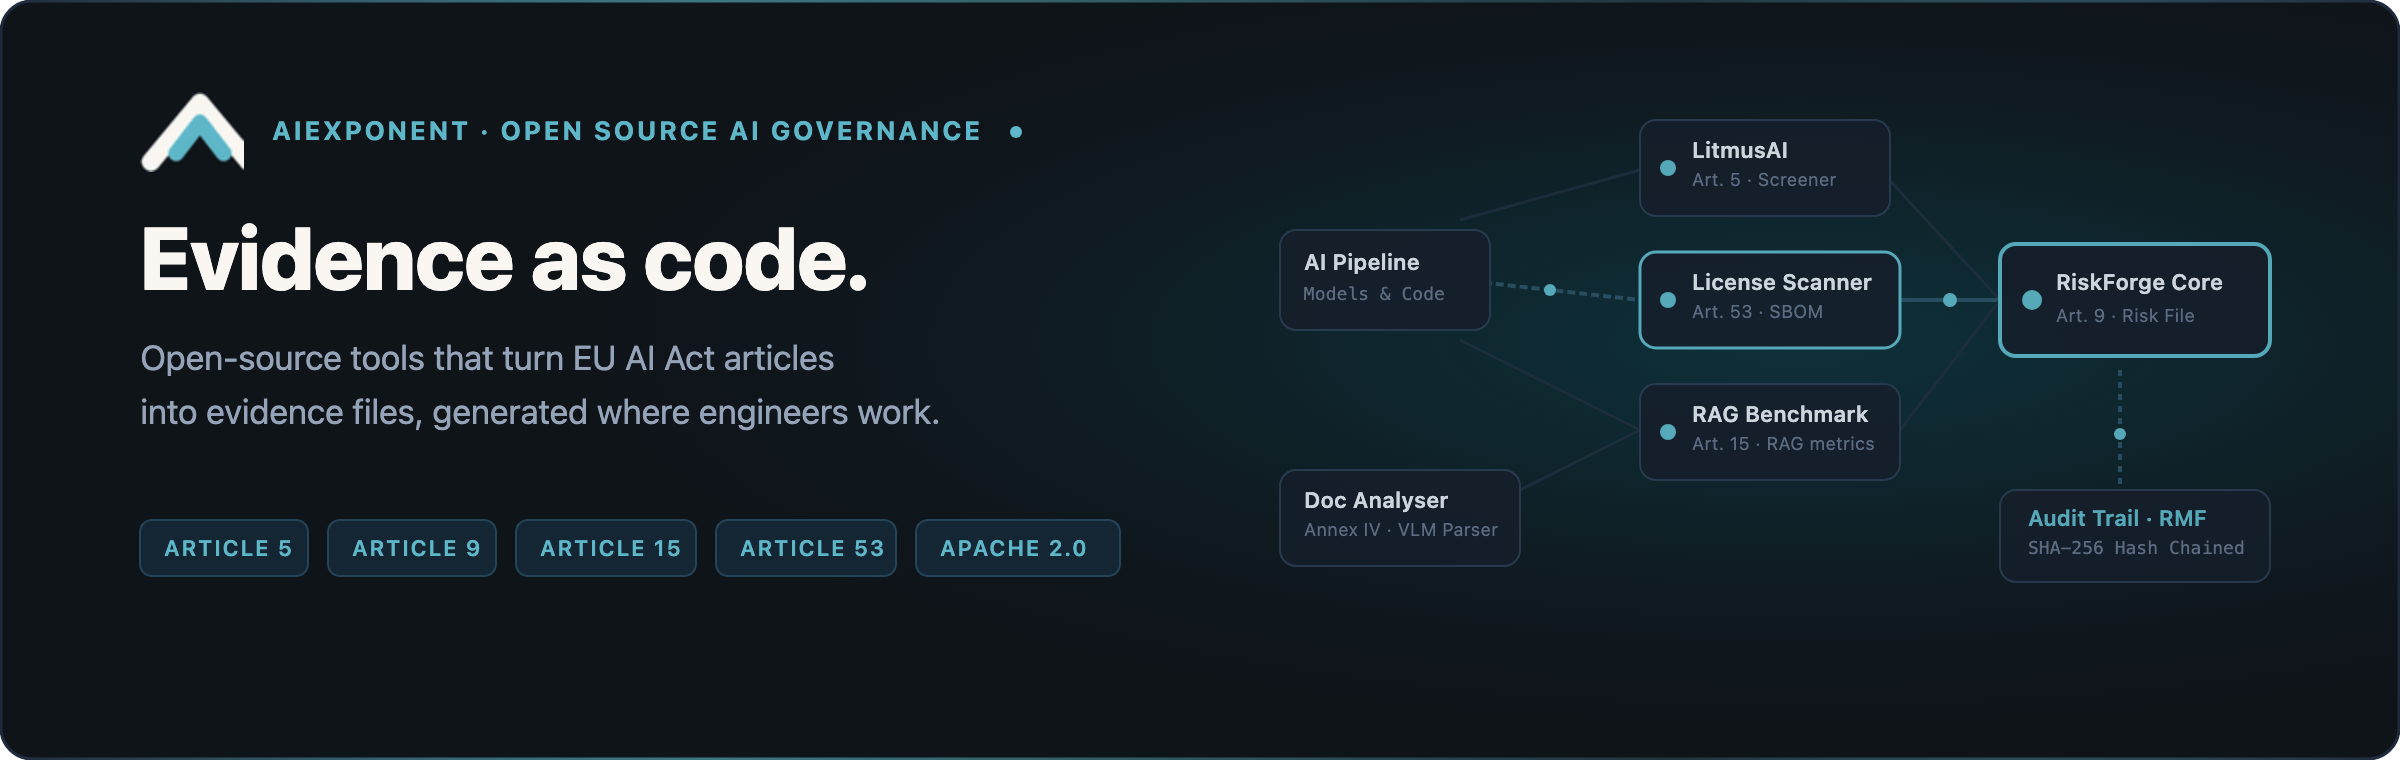 AIEXPONENT · OPEN SOURCE AI GOVERNANCE
Evidence as code.
Open-source tools that turn EU AI Act articles
into evidence files, generated where engineers work.
ARTICLE 5
ARTICLE 9
ARTICLE 15
ARTICLE 53
APACHE 2.0
AI Pipeline
Models & Code
Doc Analyser
Annex IV · VLM Parser
LitmusAI
Art. 5 · Screener
License Scanner
Art. 53 · SBOM
RAG Benchmark
Art. 15 · RAG metrics
RiskForge Core
Art. 9 · Risk File
Audit Trail · RMF
SHA-256 Hash Chained